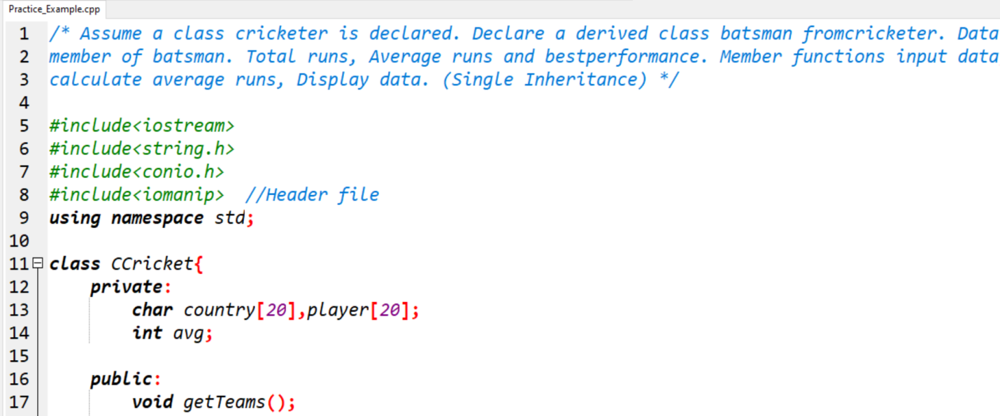 Practice_Example.cpp
1 /* Assume a class cricketer is declared. Declare a derived class batsman fromcricketer. Data
2 member of batsman. Total runs, Average runs and bestperformance. Member functions input data
3 calculate average runs, Display data. (Single Inheritance) */
4
5 #include<iostream>
6 #include<string.h>
7 #include<conio.h>
8 #include<iomanip>  //Header file
9 using namespace std;
10
11 class CCricket{
12     private:
13         char country[20],player[20];
14         int avg;
15
16     public:
17         void getTeams();